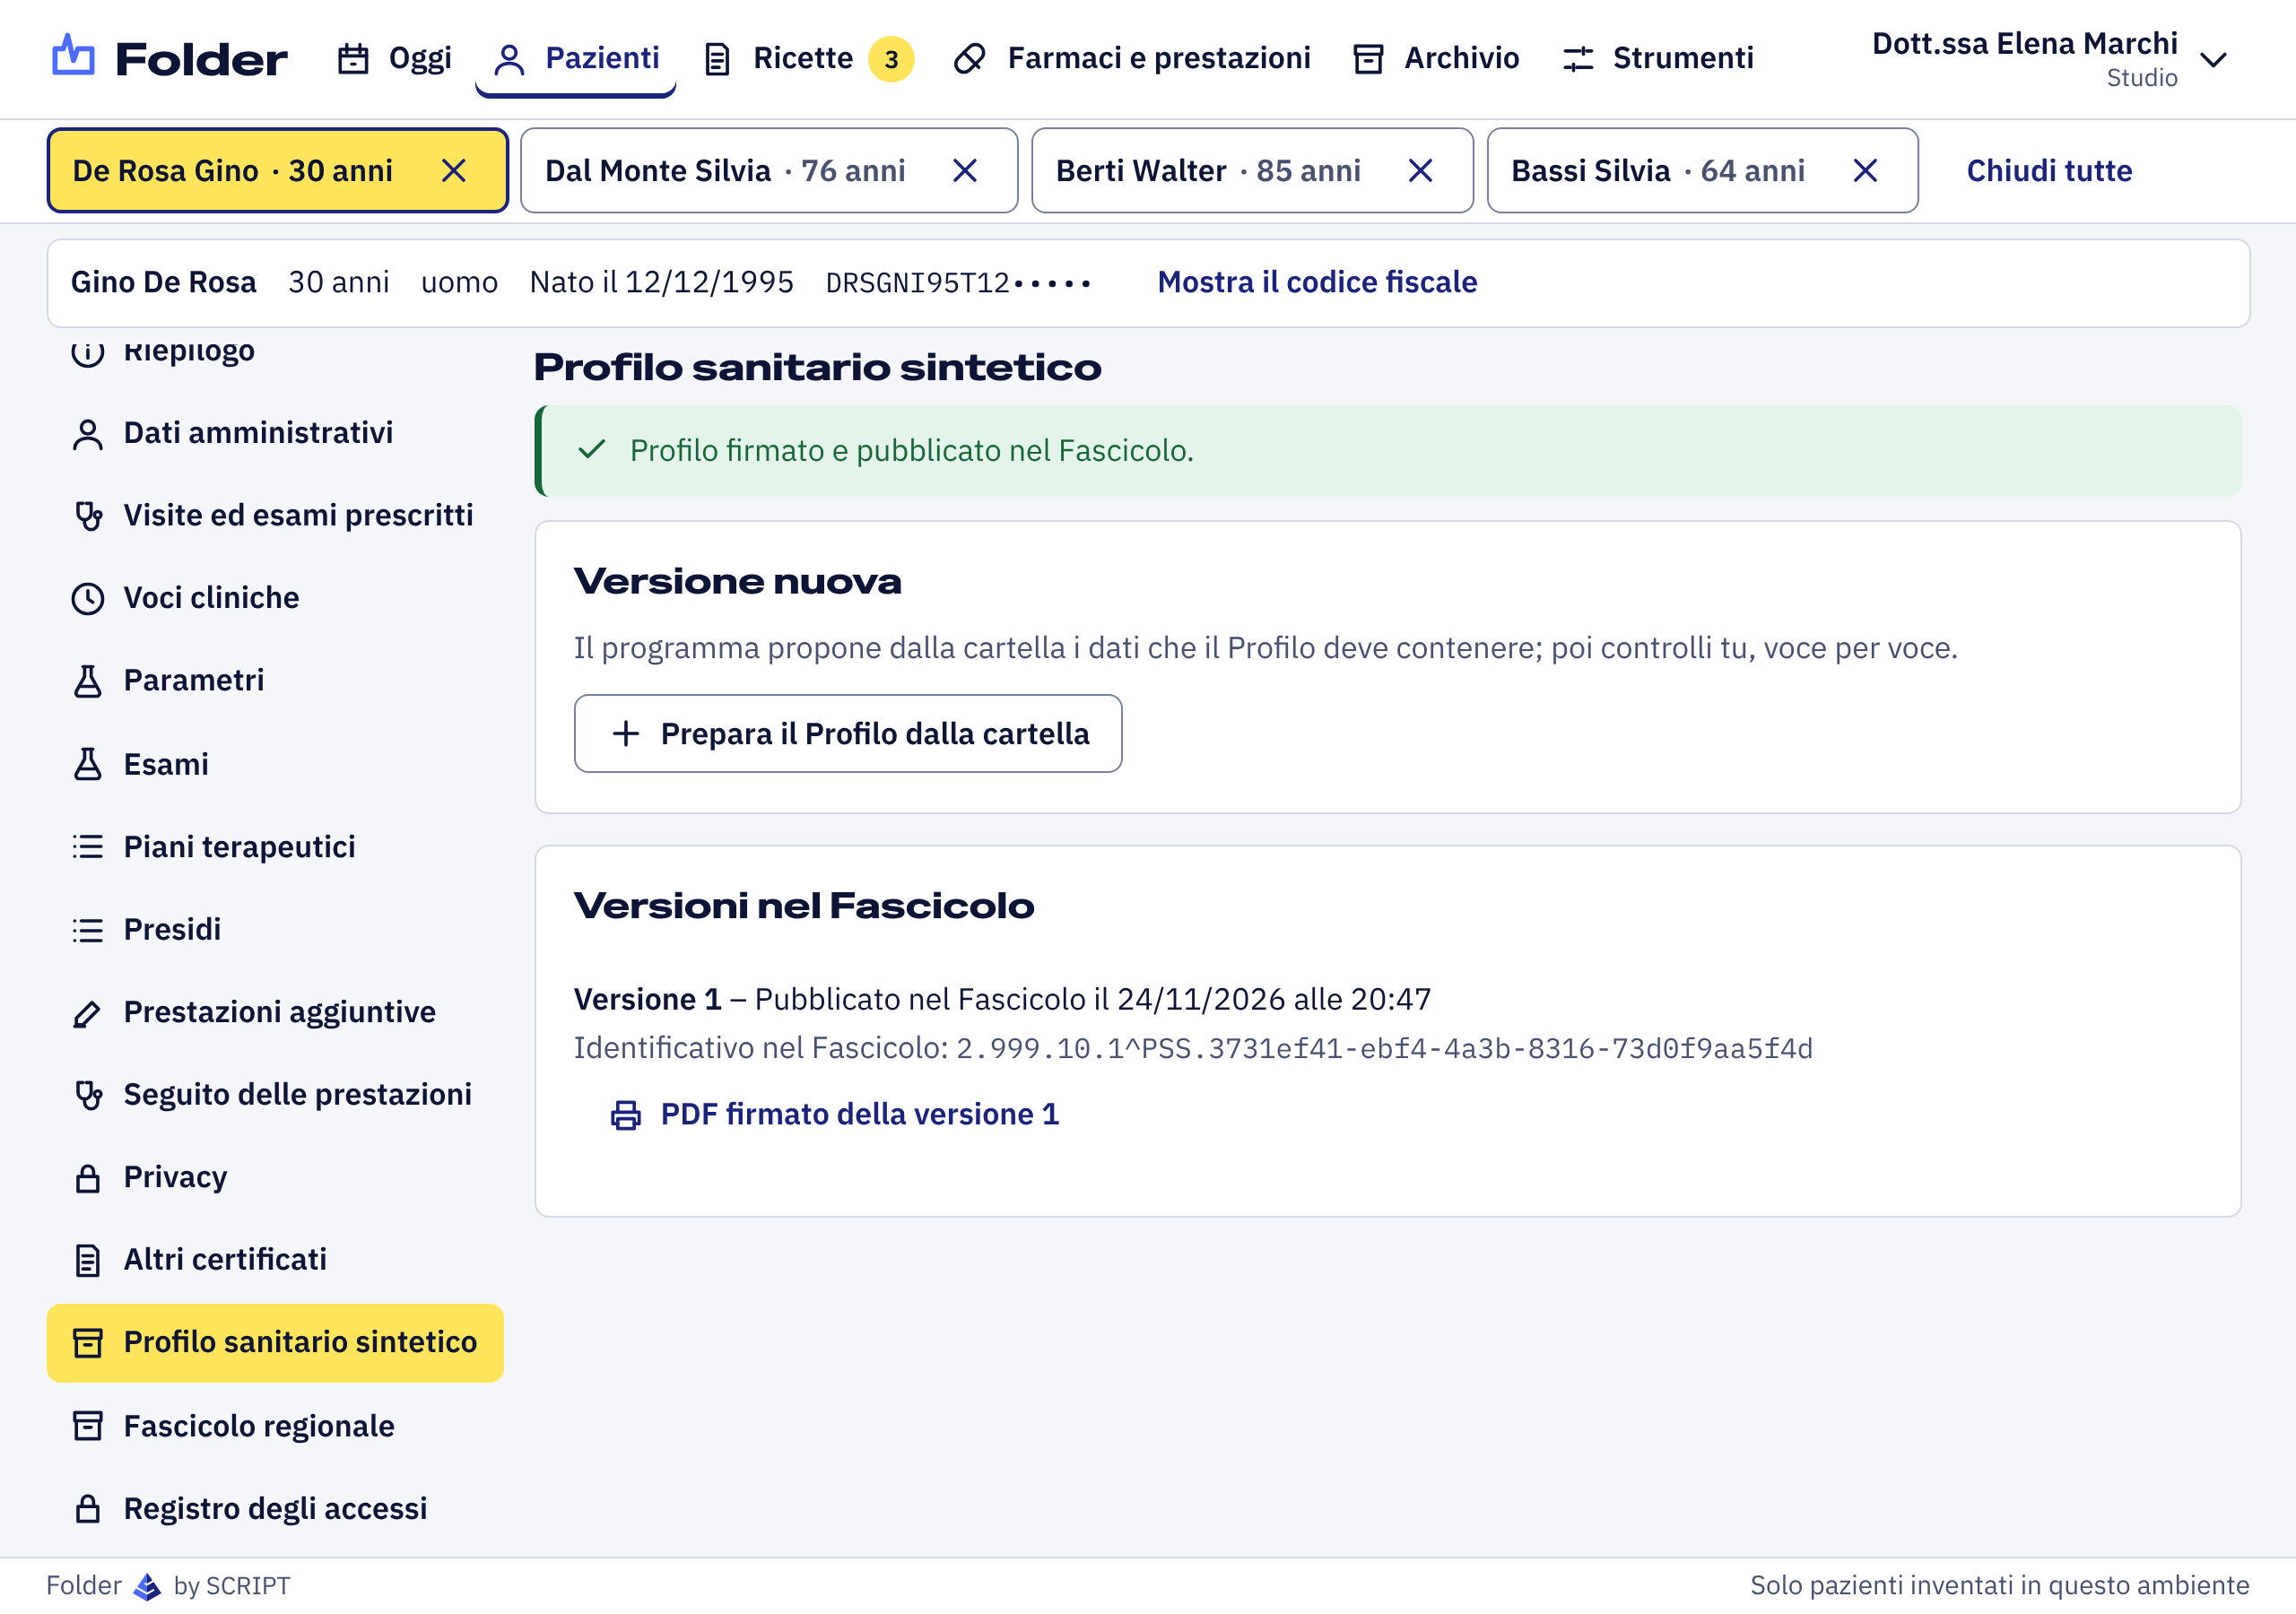 Folder
Oggi
Pazienti
Ricette 3
Farmaci e prestazioni
Archivio
Strumenti
Dott.ssa Elena Marchi
Studio
De Rosa Gino · 30 anni
Dal Monte Silvia · 76 anni
Berti Walter · 85 anni
Bassi Silvia · 64 anni
Chiudi tutte
Gino De Rosa 30 anni uomo Nato il 12/12/1995 DRSGNI95T12••••• Mostra il codice fiscale
Riepilogo
Dati amministrativi
Visite ed esami prescritti
Voci cliniche
Parametri
Esami
Piani terapeutici
Presidi
Prestazioni aggiuntive
Seguito delle prestazioni
Privacy
Altri certificati
Profilo sanitario sintetico
Fascicolo regionale
Registro degli accessi
Profilo sanitario sintetico
Profilo firmato e pubblicato nel Fascicolo.
Versione nuova
Il programma propone dalla cartella i dati che il Profilo deve contenere; poi controlli tu, voce per voce.
Prepara il Profilo dalla cartella
Versioni nel Fascicolo
Versione 1 – Pubblicato nel Fascicolo il 24/11/2026 alle 20:47
Identificativo nel Fascicolo: 2.999.10.1^PSS.3731ef41-ebf4-4a3b-8316-73d0f9aa5f4d
PDF firmato della versione 1
Folder by SCRIPT
Solo pazienti inventati in questo ambiente